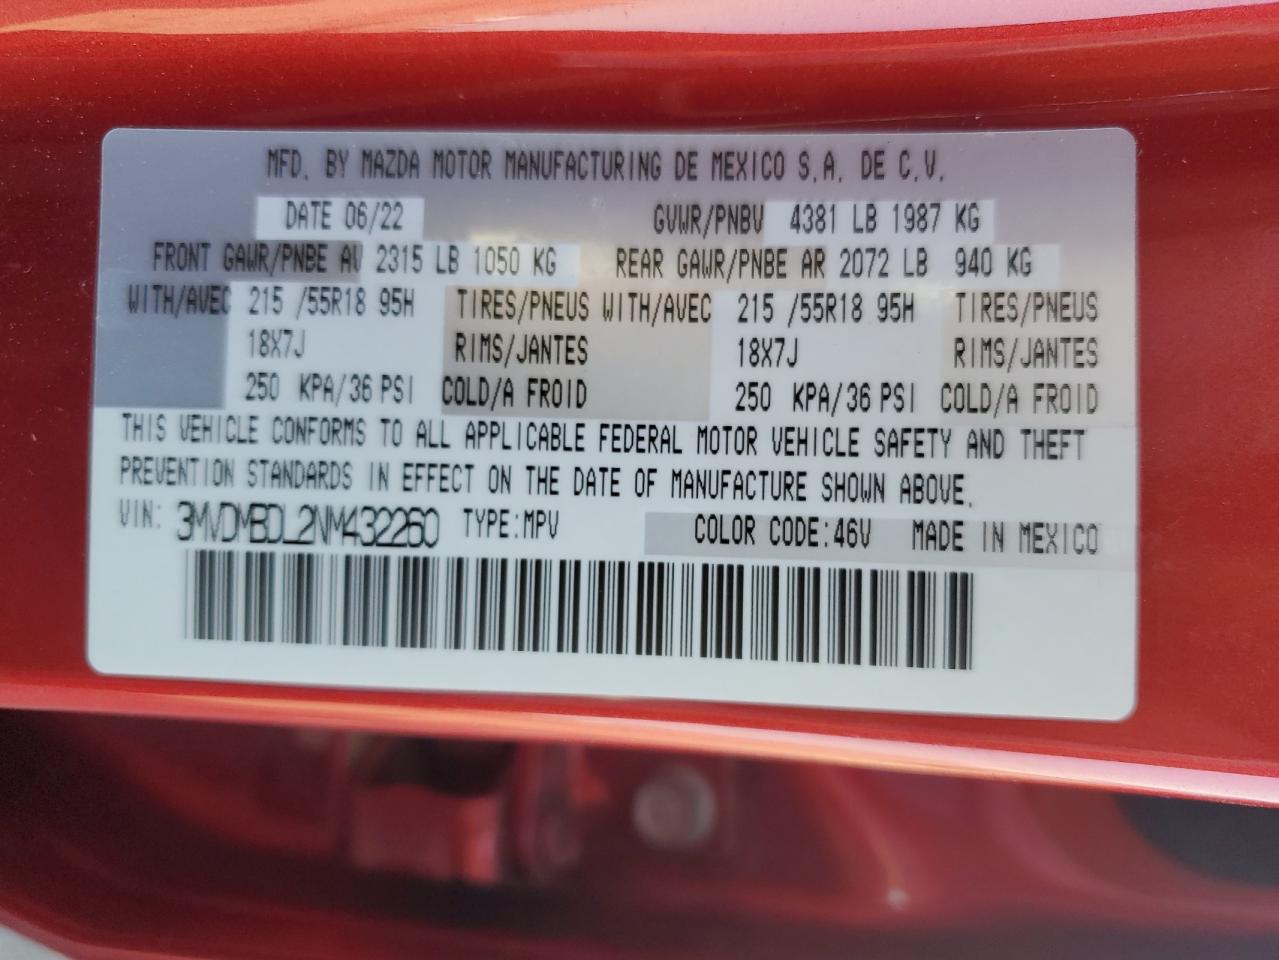 MFD. BY MAZDA MOTOR MANUFACTURING DE MEXICO S.A. DE C.V.
DATE 06/22 GVWR/PNBV 4381 LB 1987 KG
FRONT GAWR/PNBE AV 2315 LB 1050 KG REAR GAWR/PNBE AR 2072 LB 940 KG
WITH/AVEC 215 /55R18 95H TIRES/PNEUS WITH/AVEC 215 /55R18 95H TIRES/PNEUS
18X7J RIMS/JANTES 18X7J RIMS/JANTES
250 KPA/36 PSI COLD/A FROID 250 KPA/36 PSI COLD/A FROID
THIS VEHICLE CONFORMS TO ALL APPLICABLE FEDERAL MOTOR VEHICLE SAFETY AND THEFT
PREVENTION STANDARDS IN EFFECT ON THE DATE OF MANUFACTURE SHOWN ABOVE.
VIN: 3MVDMBDL2NM432260 TYPE:MPV COLOR CODE:46V MADE IN MEXICO